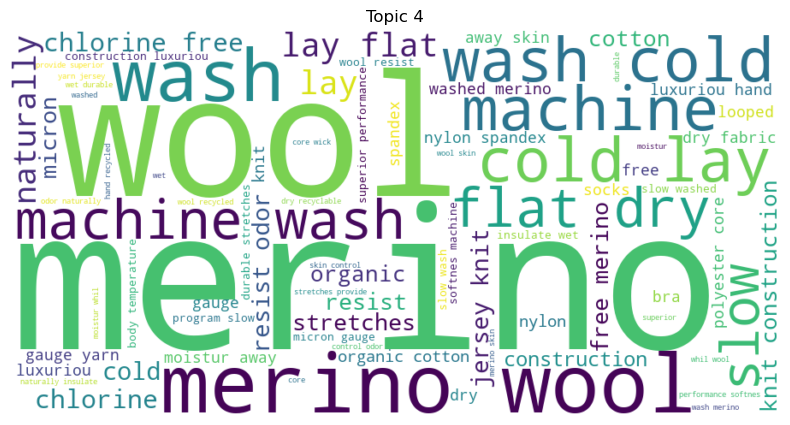 Topic 4
naturally
chlorine free
construction luxuriou
provide superior
yarn jersey
wet durable
washed
micron
wash
lay flat
wool resist
lay
away skin
cotton
durable
wash cold
machine
washed merino
luxuriou hand
looped
wool
core wick
superior performance
spandex
nylon spandex
dry fabric
moistur
cold lay
wool skin
free
hand recycled
wet
odor naturally
wool recycled
dry recyclable
resist odor knit
socks
slow washed
machine wash
flat dry
merino
body temperature
durable stretches
skin control
organic
stretches provide
resist
slow wash
softnes machine
insulate wet
jersey knit
free merino
polyester core
slow
knit construction
moistur whil
gauge
program slow
stretches
micron gauge
control odor
nylon
bra
superior
gauge yarn
moistur away
organic cotton
merino skin
construction
whil wool
luxuriou
cold
naturally insulate
core
performance softnes
chlorine
merino wool
dry
wash merino